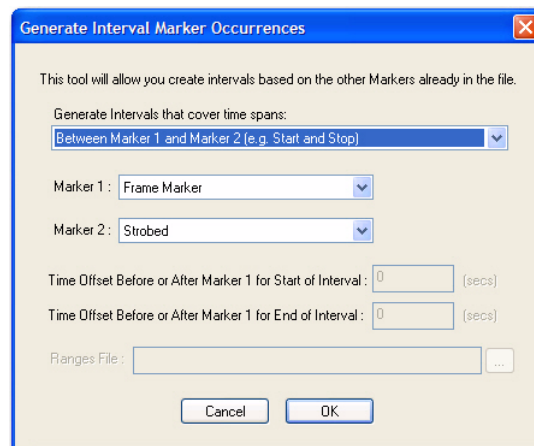 Generate Interval Marker Occurrences
This tool will allow you create intervals based on the other Markers already in the file.
Generate Intervals that cover time spans:
Between Marker 1 and Marker 2 (e.g. Start and Stop)
Marker 1 : Frame Marker
Marker 2 : Strobed
Time Offset Before or After Marker 1 for Start of Interval : 0 (secs)
Time Offset Before or After Marker 1 for End of Interval : 0 (secs)
Ranges File : ...
Cancel OK